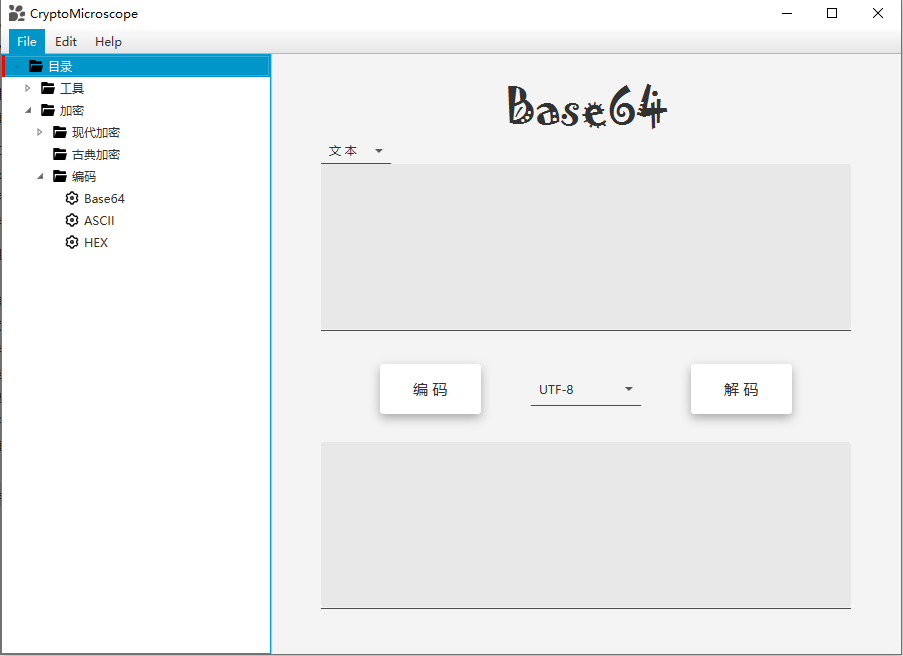 CryptoMicroscope
File Edit Help
目录
工具
加密
现代加密
古典加密
编码
Base64
ASCII
HEX
Base64
文本
编码
UTF-8
解码